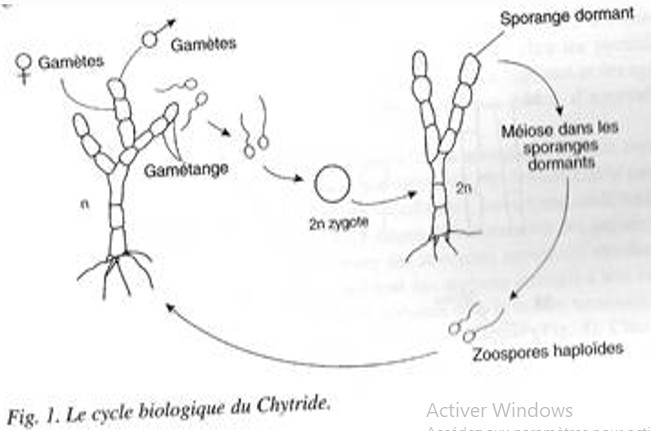 Sporange dormant
♀ Gamètes
Gamètes
Gamétange
n
2n zygote
2n
Méiose dans les
sporanges
dormants
Zoospores haploïdes
Fig. 1. Le cycle biologique du Chytride.
Activer Windows